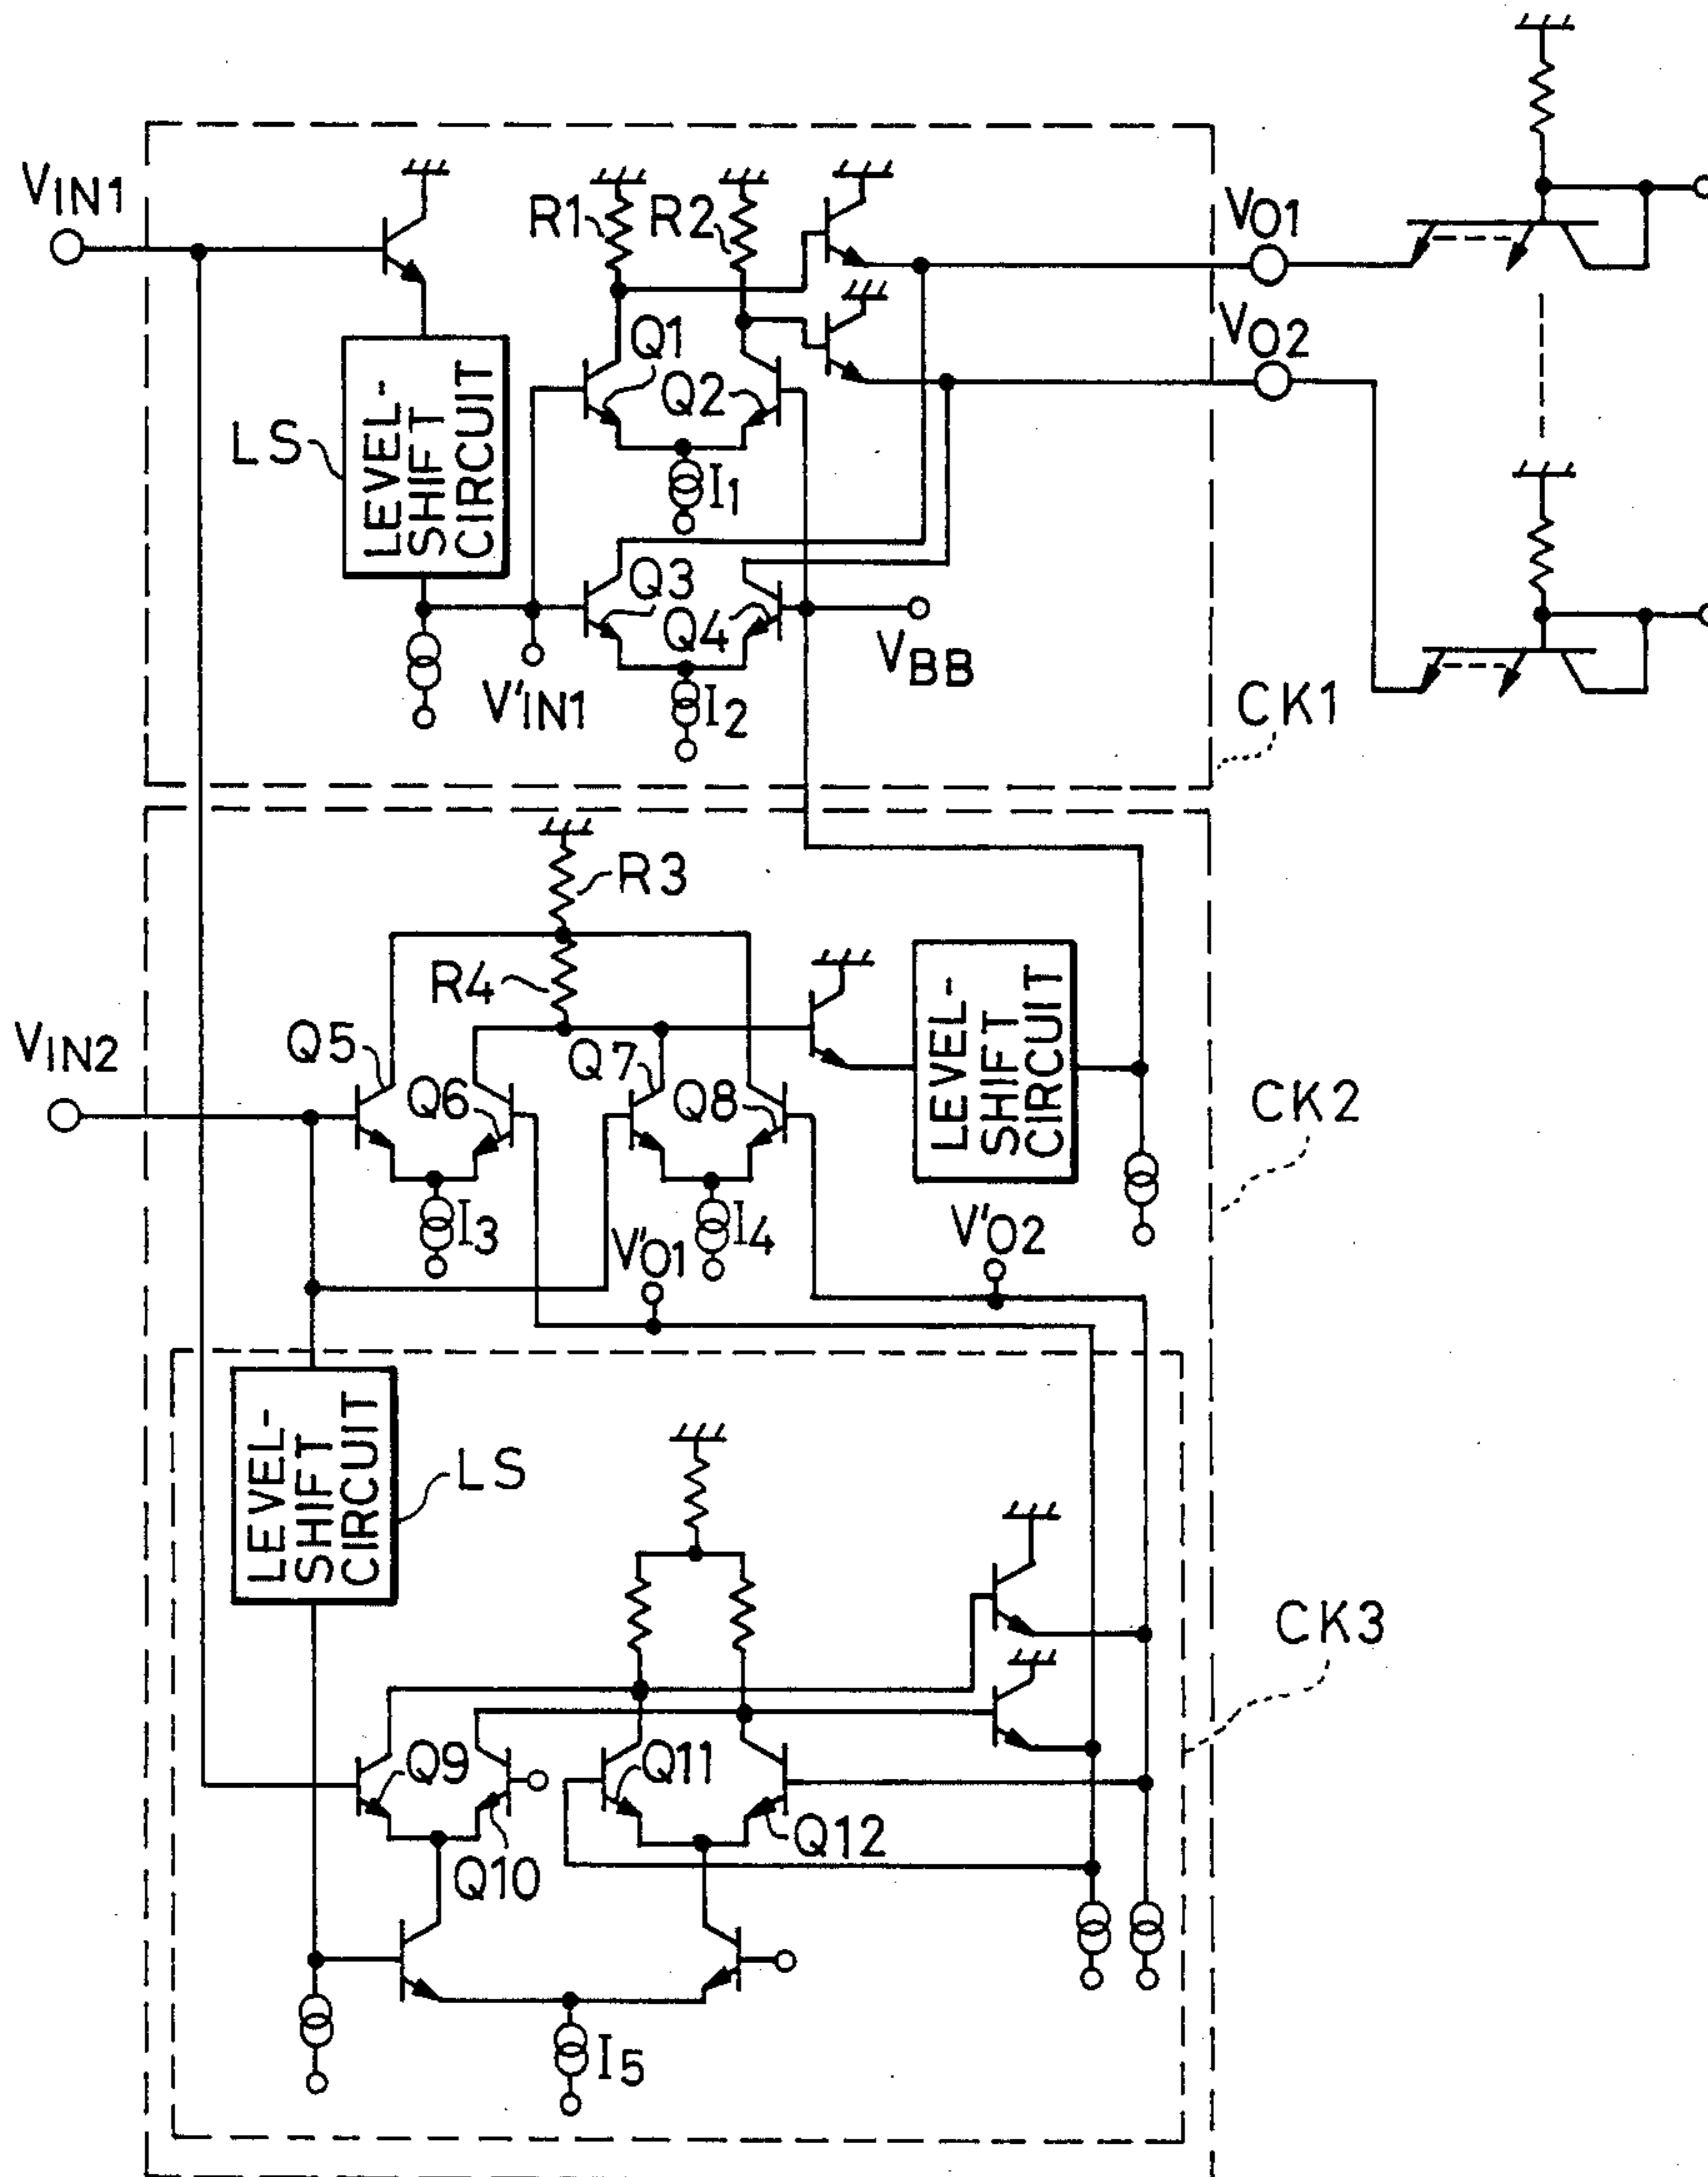 VIN1
R1
R2
VO1
VO2
Q1
Q2
LS
LEVEL-
SHIFT
CIRCUIT
I1
Q3
Q4
VBB
V'IN1
I2
CK1
R3
R4
VIN2
Q5
Q6
Q7
Q8
LEVEL-
SHIFT
CIRCUIT
CK2
I3
I4
V'O1
V'O2
LEVEL-
SHIFT
CIRCUIT
LS
CK3
Q9
Q10
Q11
Q12
I5